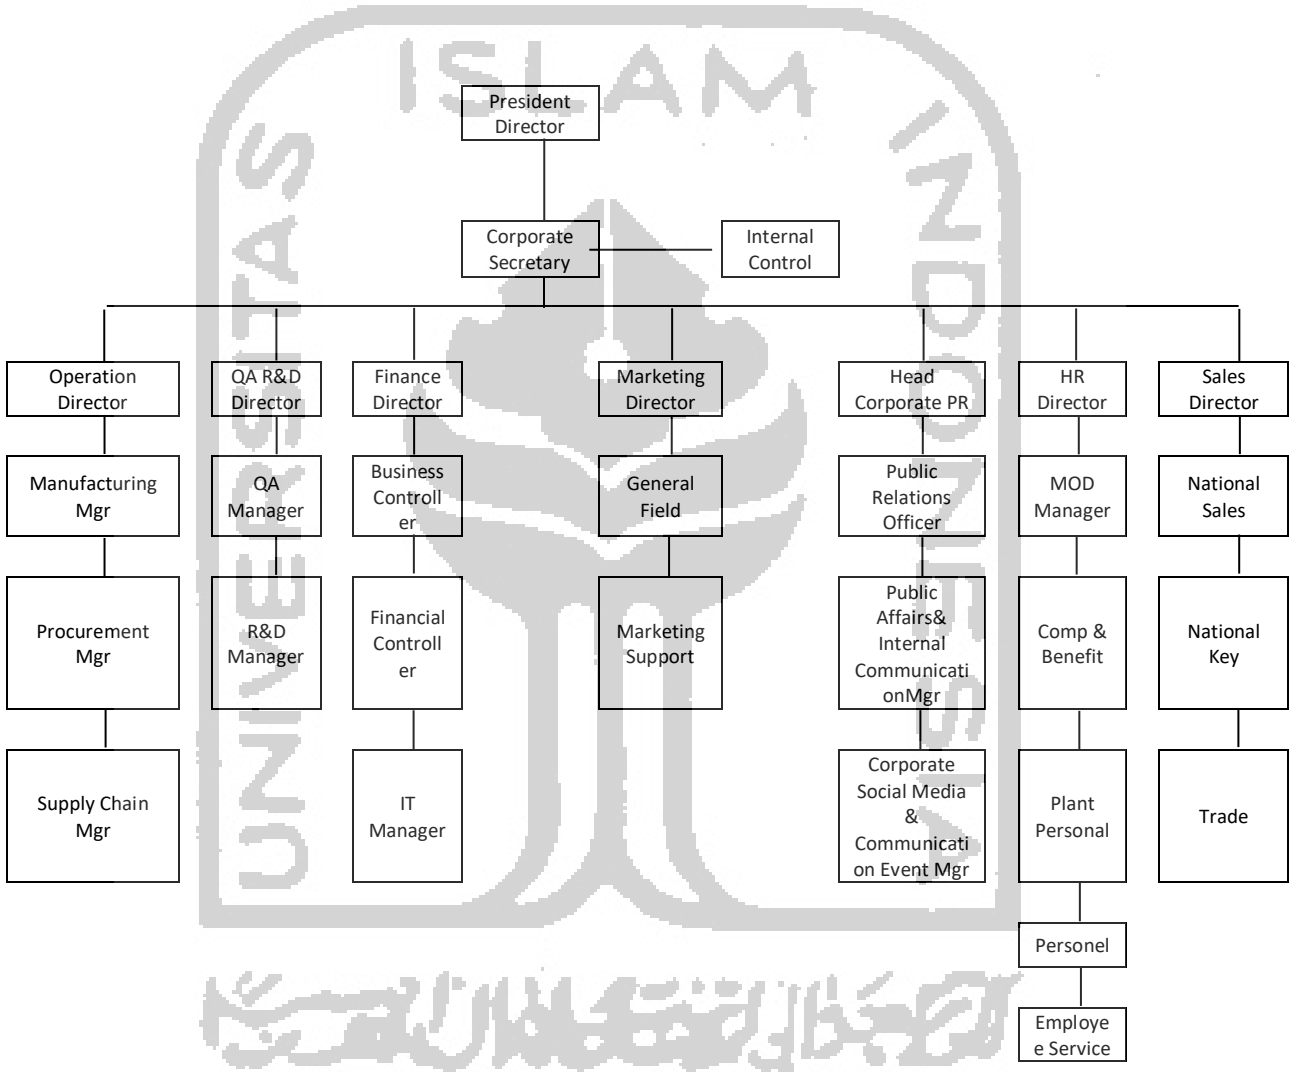 ISLAM
UNIVERSITAS
INDONESIA
President
Director
Corporate
Secretary
Internal
Control
Operation
Director
QA R&D
Director
Finance
Director
Marketing
Director
Head
Corporate PR
HR
Director
Sales
Director
Manufacturing
Mgr
QA
Manager
Business
Controll
er
General
Field
Public
Relations
Officer
MOD
Manager
National
Sales
Procurement
Mgr
R&D
Manager
Financial
Controll
er
Marketing
Support
Public
Affairs&
Internal
Communicati
onMgr
Comp &
Benefit
National
Key
Supply Chain
Mgr
IT
Manager
Corporate
Social Media
&
Communicati
on Event Mgr
Plant
Personal
Trade
Personel
Employe
e Service